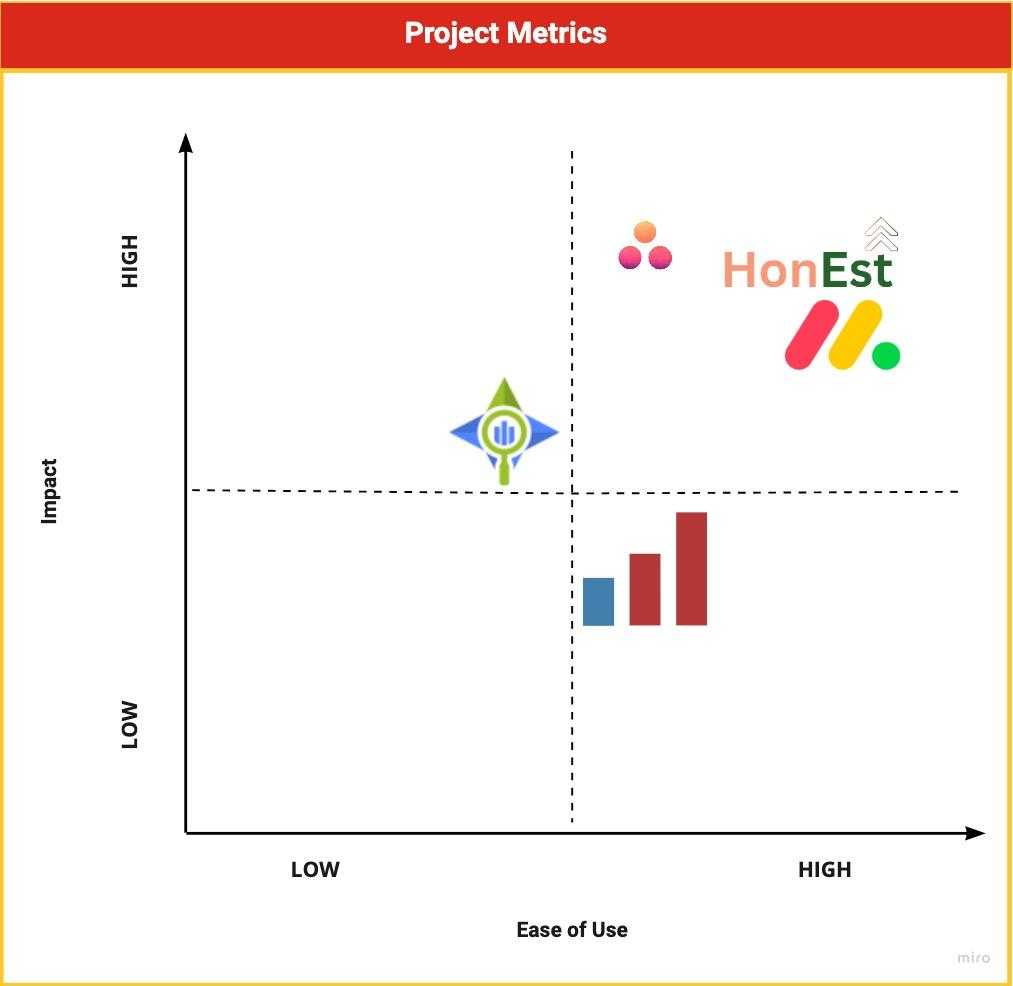 Project Metrics
HIGH
HonEst
Impact
LOW
LOW
HIGH
Ease of Use
miro